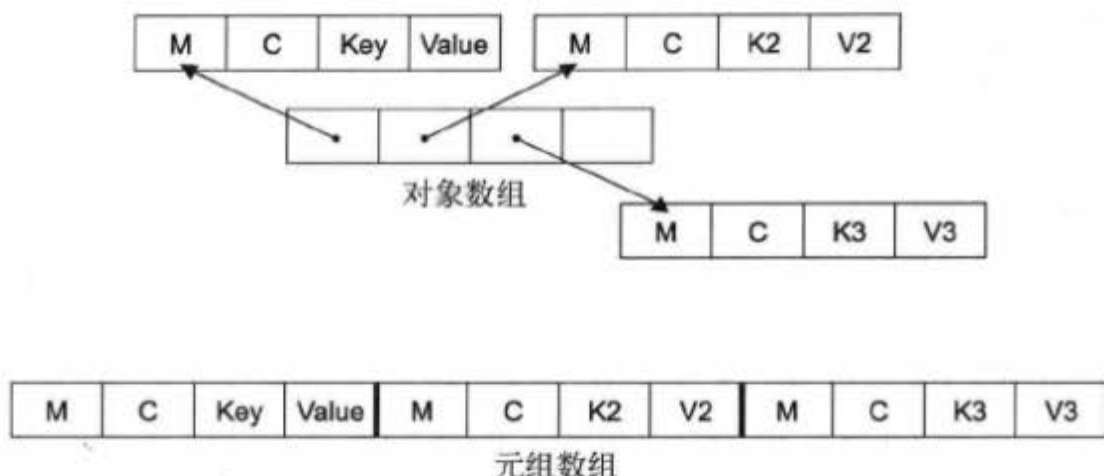 M C Key Value M C K2 V2
对象数组
M C K3 V3
M C Key Value M C K2 V2 M C K3 V3
元组数组